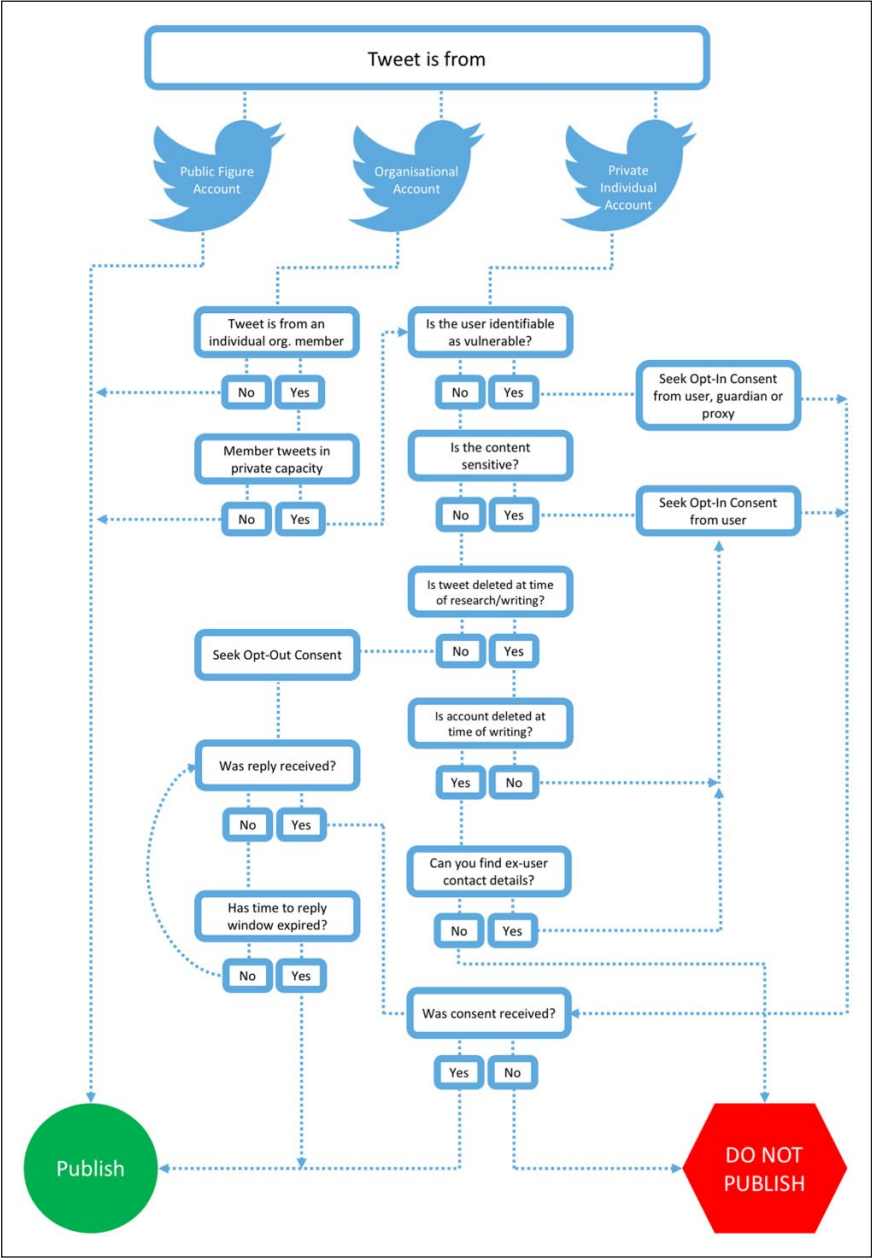 Tweet is from
Public Figure
Account
Organisational
Account
Private
Individual
Account
Tweet is from an
individual org. member
No
Yes
Member tweets in
private capacity
No
Yes
Is the user identifiable
as vulnerable?
No
Yes
Seek Opt-In Consent
from user, guardian or
proxy
Is the content
sensitive?
No
Yes
Seek Opt-In Consent
from user
Is tweet deleted at time
of research/writing?
No
Yes
Seek Opt-Out Consent
Is account deleted at
time of writing?
Yes
No
Was reply received?
No
Yes
Can you find ex-user
contact details?
No
Yes
Has time to reply
window expired?
No
Yes
Was consent received?
Yes
No
Publish
DO NOT
PUBLISH